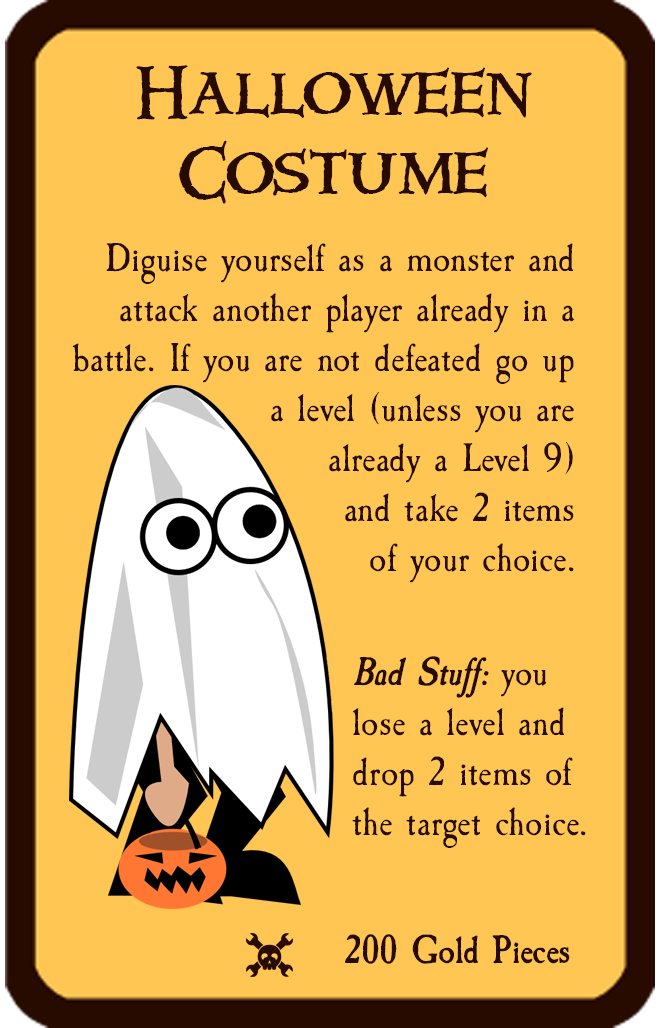 Halloween
Costume
Diguise yourself as a monster and
attack another player already in a
battle. If you are not defeated go up
a level (unless you are
already a Level 9)
and take 2 items
of your choice.
Bad Stuff: you
lose a level and
drop 2 items of
the target choice.
200 Gold Pieces